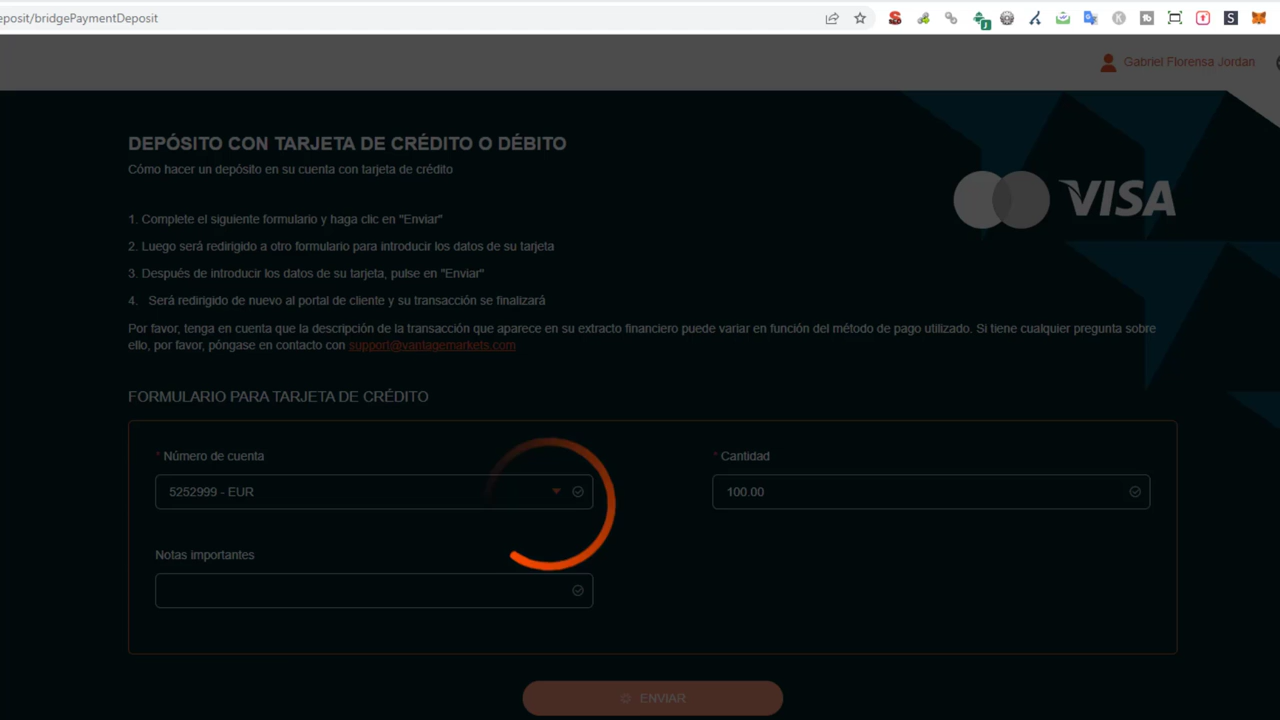 eposit/bridgePaymentDeposit
Gabriel Florensa Jordan
DEPÓSITO CON TARJETA DE CRÉDITO O DÉBITO
Cómo hacer un depósito en su cuenta con tarjeta de crédito
VISA
1. Complete el siguiente formulario y haga clic en "Enviar"
2. Luego será redirigido a otro formulario para introducir los datos de su tarjeta
3. Después de introducir los datos de su tarjeta, pulse en "Enviar"
4. Será redirigido de nuevo al portal de cliente y su transacción se finalizará
Por favor, tenga en cuenta que la descripción de la transacción que aparece en su extracto financiero puede variar en función del método de pago utilizado. Si tiene cualquier pregunta sobre
ello, por favor, póngase en contacto con support@vantagemarkets.com
FORMULARIO PARA TARJETA DE CRÉDITO
* Número de cuenta
* Cantidad
5252999 - EUR
100.00
Notas importantes
ENVIAR